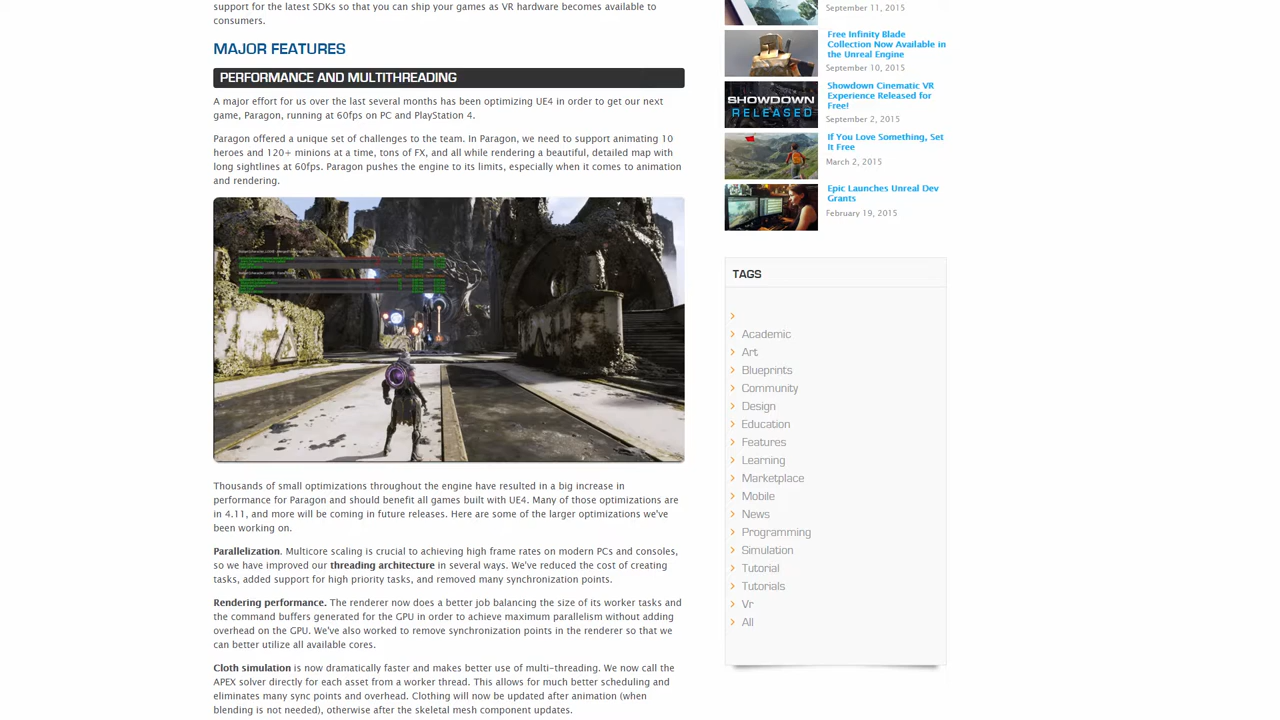 support for the latest SDKs so that you can ship your games as VR hardware becomes available to
consumers.
MAJOR FEATURES
PERFORMANCE AND MULTITHREADING
A major effort for us over the last several months has been optimizing UE4 in order to get our next
game, Paragon, running at 60fps on PC and PlayStation 4.
Paragon offered a unique set of challenges to the team. In Paragon, we need to support animating 10
heroes and 120+ minions at a time, tons of FX, and all while rendering a beautiful, detailed map with
long sightlines at 60fps. Paragon pushes the engine to its limits, especially when it comes to animation
and rendering.
Thousands of small optimizations throughout the engine have resulted in a big increase in
performance for Paragon and should benefit all games built with UE4. Many of those optimizations are
in 4.11, and more will be coming in future releases. Here are some of the larger optimizations we've
been working on.
Parallelization. Multicore scaling is crucial to achieving high frame rates on modern PCs and consoles,
so we have improved our threading architecture in several ways. We've reduced the cost of creating
tasks, added support for high priority tasks, and removed many synchronization points.
Rendering performance. The renderer now does a better job balancing the size of its worker tasks and
the command buffers generated for the GPU in order to achieve maximum parallelism without adding
overhead on the GPU. We've also worked to remove synchronization points in the renderer so that we
can better utilize all available cores.
Cloth simulation is now dramatically faster and makes better use of multi-threading. We now call the
APEX solver directly for each asset from a worker thread. This allows for much better scheduling and
eliminates many sync points and overhead. Clothing will now be updated after animation (when
blending is not needed), otherwise after the skeletal mesh component updates.
September 11, 2015
Free Infinity Blade
Collection Now Available in
the Unreal Engine
September 10, 2015
SHOWDOWN
RELEASED
Showdown Cinematic VR
Experience Released for
Free!
September 2, 2015
If You Love Something, Set
It Free
March 2, 2015
Epic Launches Unreal Dev
Grants
February 19, 2015
TAGS
Academic
Art
Blueprints
Community
Design
Education
Features
Learning
Marketplace
Mobile
News
Programming
Simulation
Tutorial
Tutorials
Vr
All